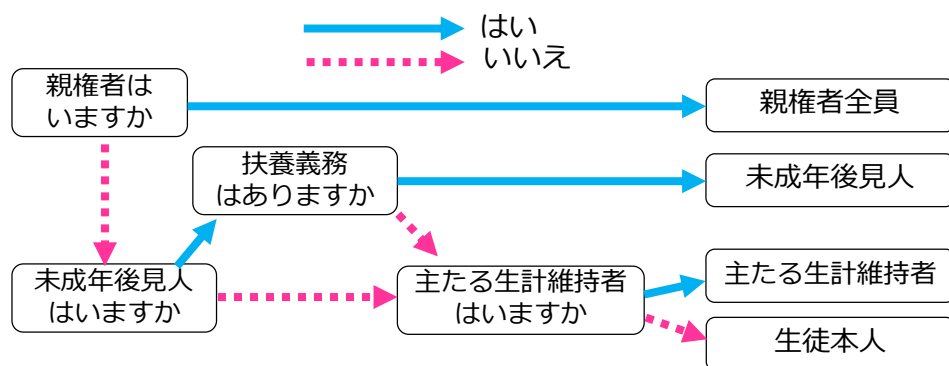 はい
いいえ
親権者は
いますか
親権者全員
扶養義務
はありますか
未成年後見人
未成年後見人
はいますか
主たる生計維持者
はいますか
主たる生計維持者
生徒本人